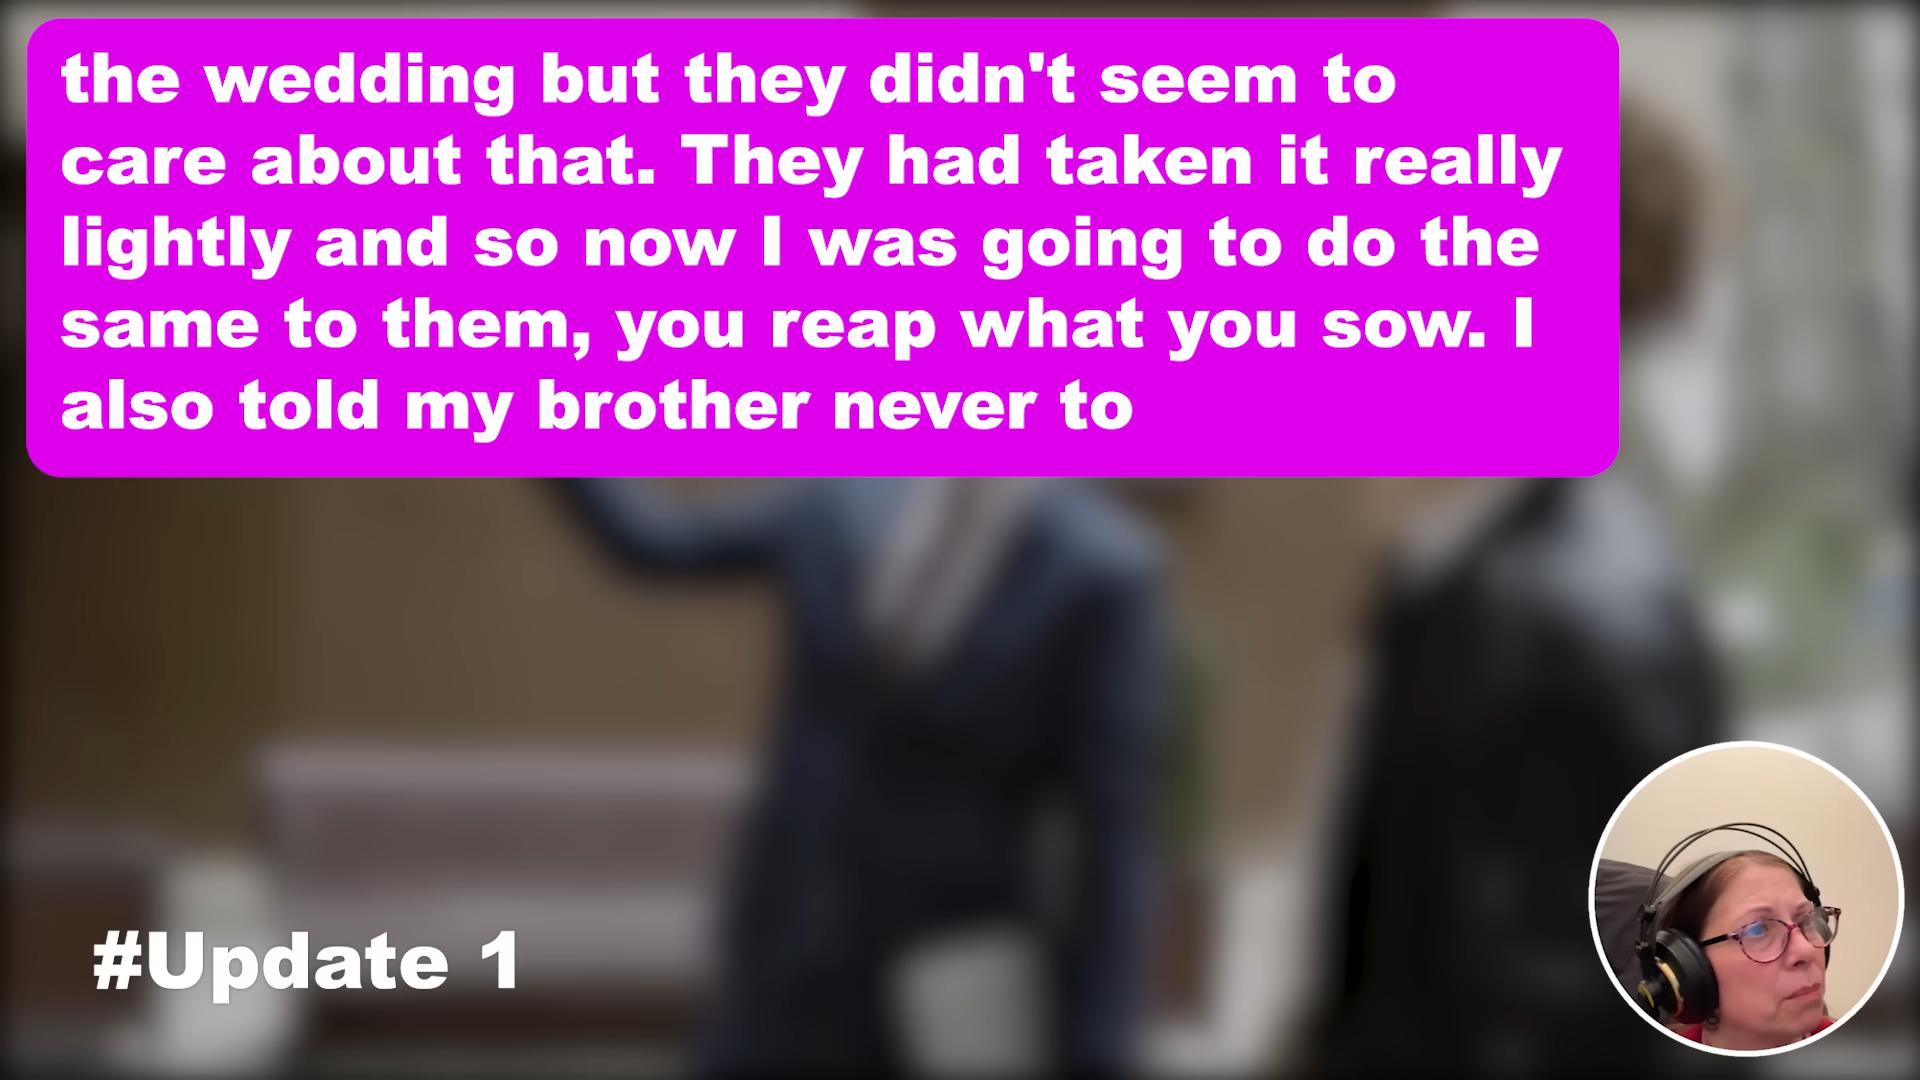 the wedding but they didn't seem to
care about that. They had taken it really
lightly and so now I was going to do the
same to them, you reap what you sow. I
also told my brother never to
#Update 1